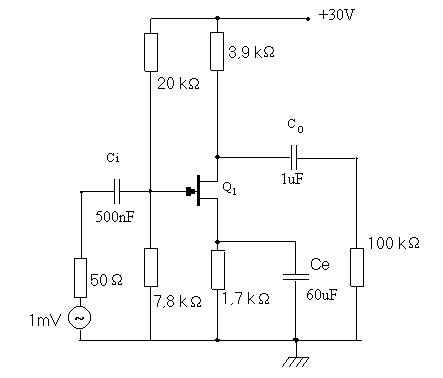 +30V
3,9 kΩ
20 kΩ
Co
Ci
Q1
1uF
500nF
100 kΩ
Ce
50 Ω
7,8 kΩ
1,7 kΩ
60uF
1mV
~